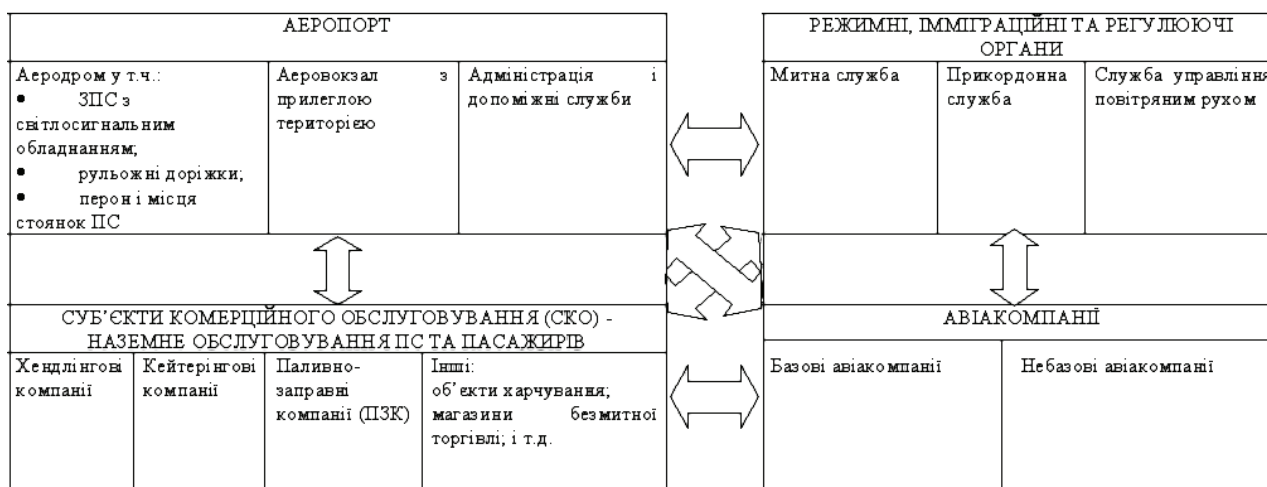 АЕРОПОРТ
Аеродром у т.ч.:
• ЗПС з
світлосигнальним
обладнанням;
• рульожні доріжки;
• перон і місця
стоянок ПС
Аеровокзал з
прилеглою
територією
Адміністрація і
допоміжні служби
РЕЖИМНІ, ІММІГРАЦІЙНІ ТА РЕГУЛЮЮЧІ
ОРГАНИ
Митна служба
Прикордонна
служба
Служба управління
повітряним рухом
СУБ’ЄКТИ КОМЕРЦІЙНОГО ОБСЛУГОВУВАННЯ (СКО) -
НАЗЕМНЕ ОБСЛУГОВУВАННЯ ПС ТА ПАСАЖИРІВ
Хендлінгові
компанії
Кейтерінгові
компанії
Паливно-
заправні
компанії (ПЗК)
Інші:
об’єкти харчування;
магазини безмитної
торгівлі; і т.д.
АВІАКОМПАНІЇ
Базові авіакомпанії
Небазові авіакомпанії